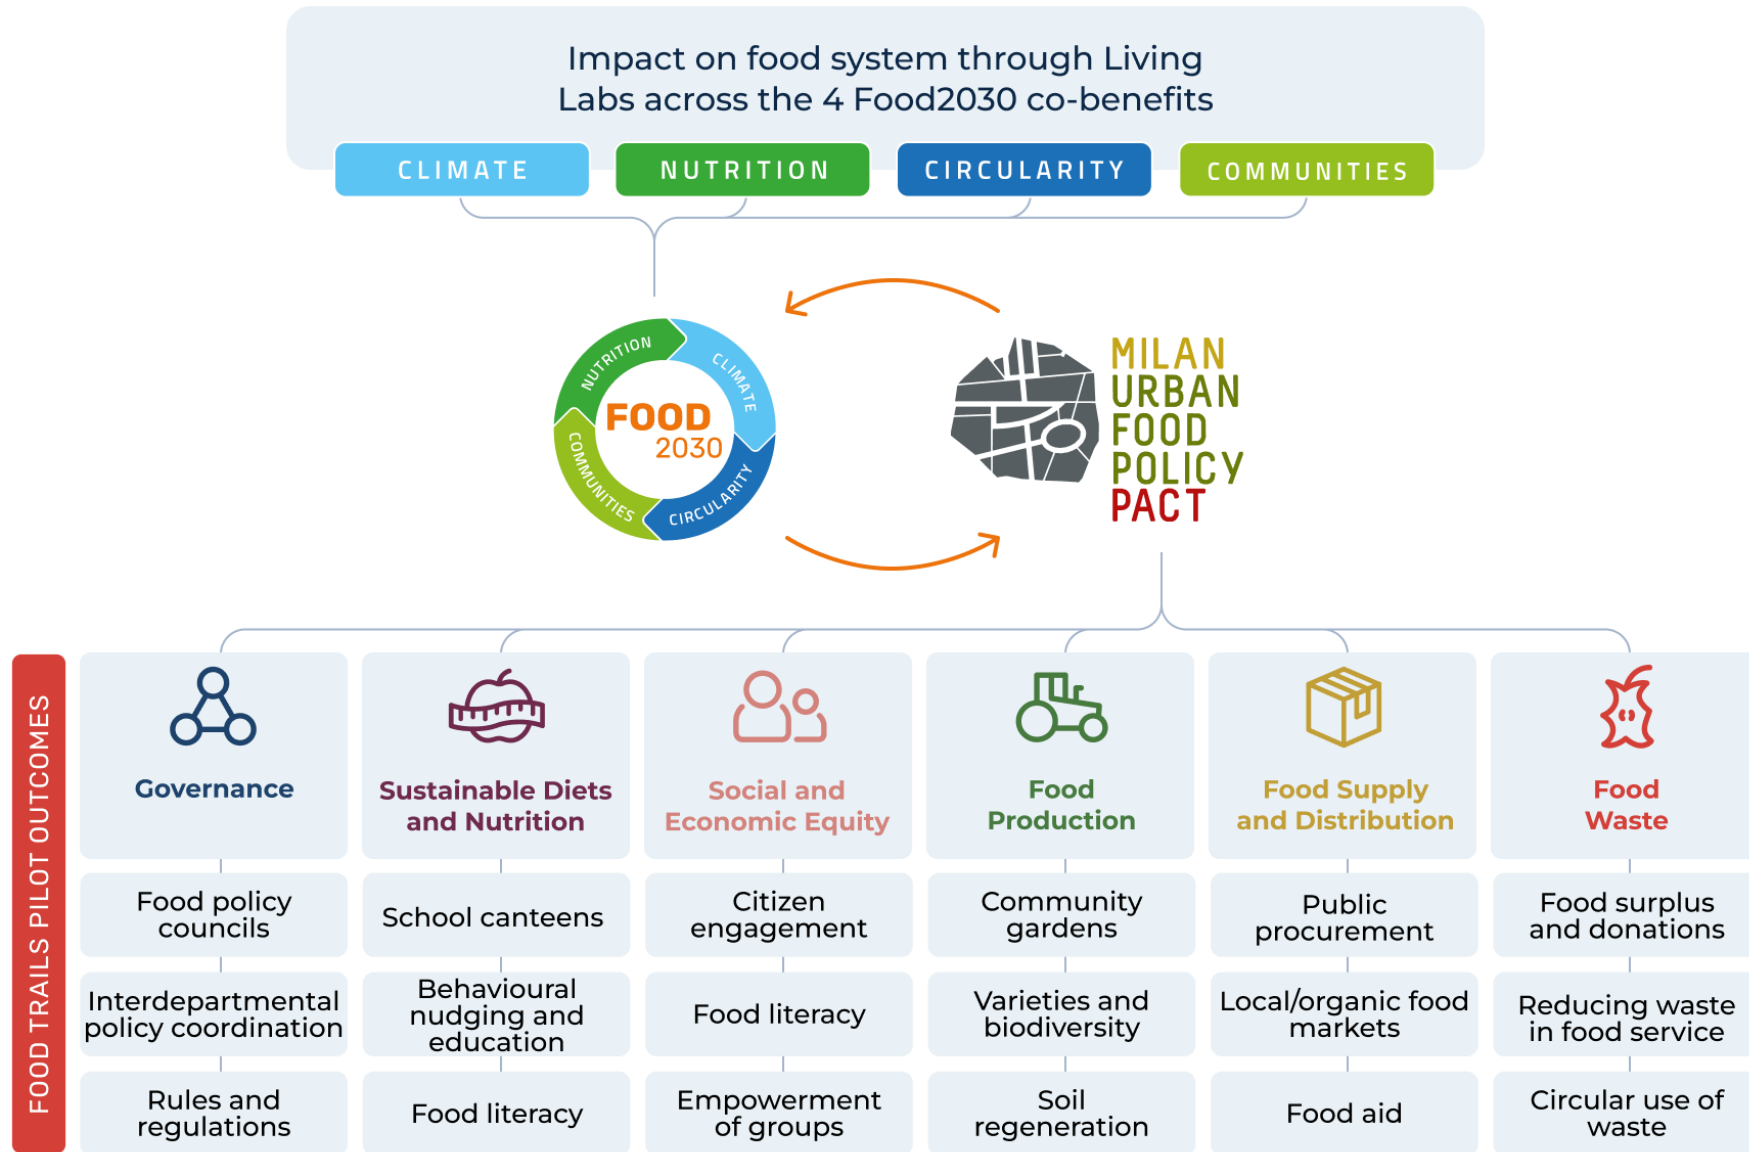 Impact on food system through Living
Labs across the 4 Food2030 co-benefits
CLIMATE
NUTRITION
CIRCULARITY
COMMUNITIES
NUTRITION
CLIMATE
COMMUNITIES
CIRCULARITY
FOOD
2030
MILAN
URBAN
FOOD
POLICY
PACT
FOOD TRAILS PILOT OUTCOMES
Governance
Sustainable Diets
and Nutrition
Social and
Economic Equity
Food
Production
Food Supply
and Distribution
Food
Waste
Food policy
councils
School canteens
Citizen
engagement
Community
gardens
Public
procurement
Food surplus
and donations
Interdepartmental
policy coordination
Behavioural
nudging and
education
Food literacy
Varieties and
biodiversity
Local/organic food
markets
Reducing waste
in food service
Rules and
regulations
Food literacy
Empowerment
of groups
Soil
regeneration
Food aid
Circular use of
waste